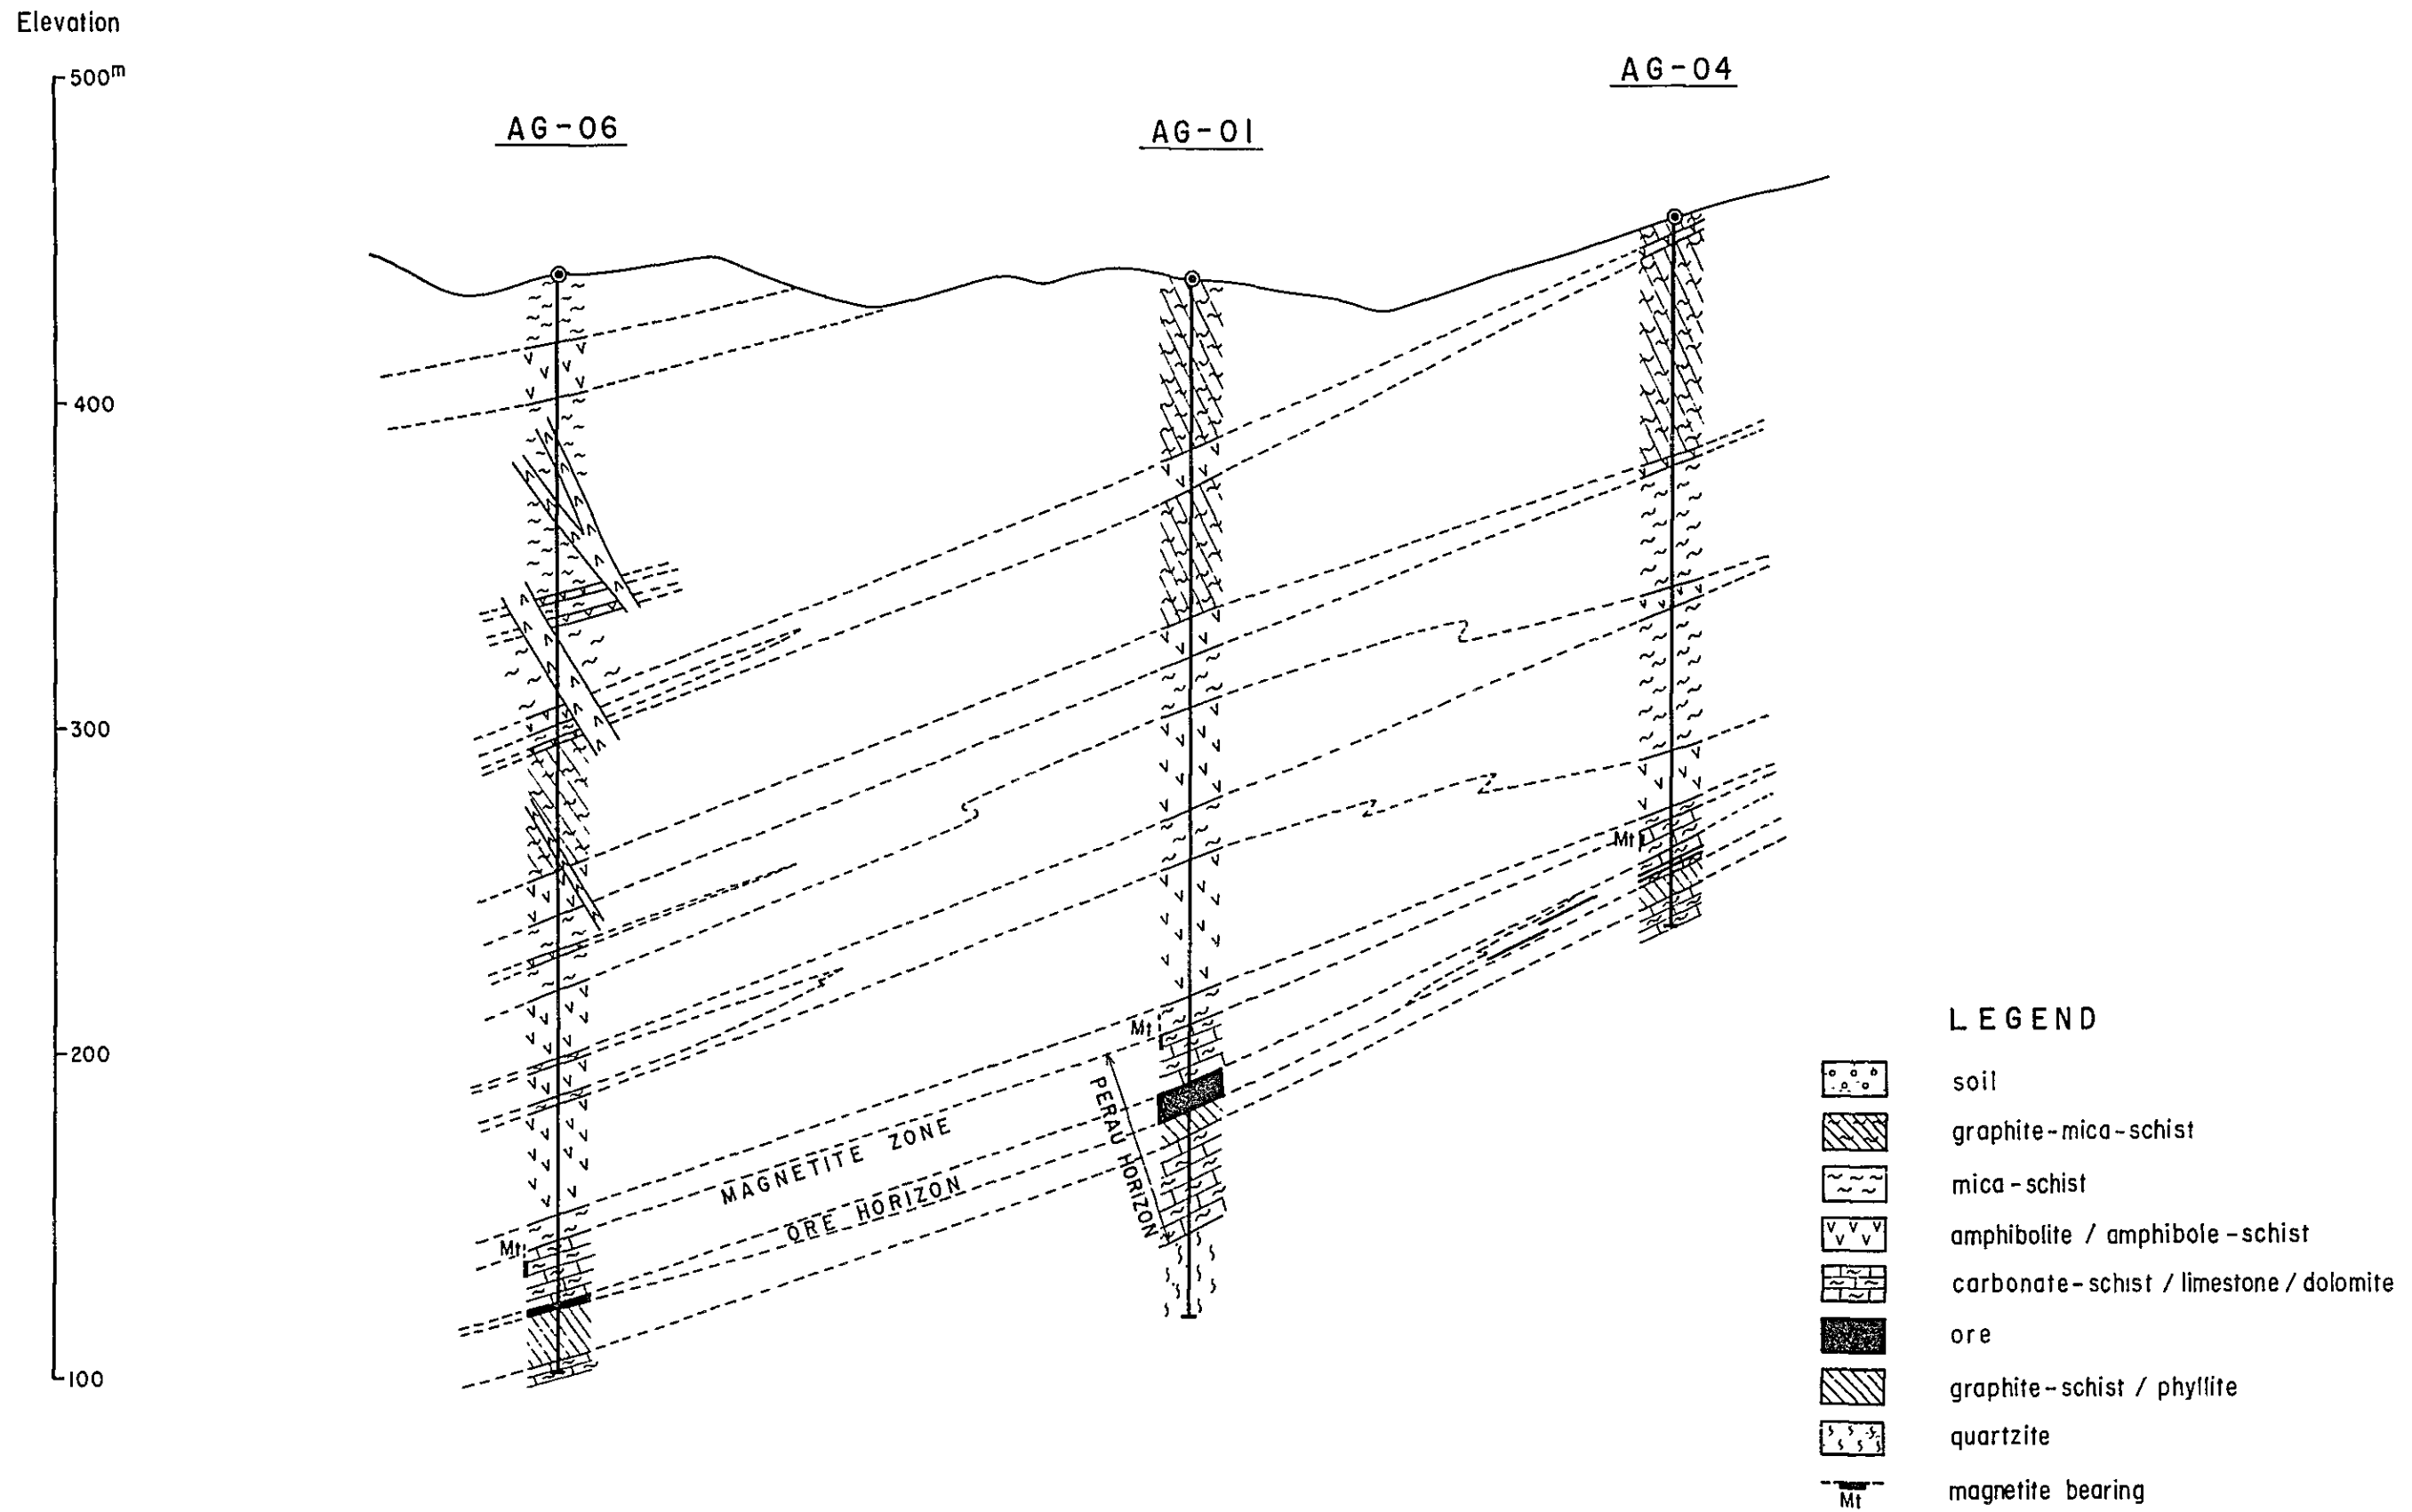 Elevation
500m
400
300
200
100
AG-06
AG-01
AG-04
Mt
Mt
Mt
MAGNETITE ZONE
ORE HORIZON
PERAU HORIZON
LEGEND
soil
graphite-mica-schist
mica-schist
amphibolite / amphibole-schist
carbonate-schist / limestone / dolomite
ore
graphite-schist / phyllite
quartzite
Mt
magnetite bearing